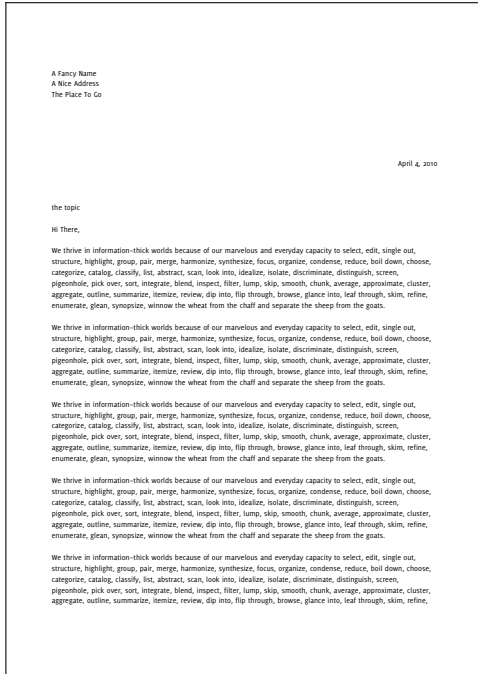 A Fancy Name
A Nice Address
The Place To Go
April 4, 2010
the topic
Hi There,
We thrive in information-thick worlds because of our marvelous and everyday capacity to select, edit, single out,
structure, highlight, group, pair, merge, harmonize, synthesize, focus, organize, condense, reduce, boil down, choose,
categorize, catalog, classify, list, abstract, scan, look into, idealize, isolate, discriminate, distinguish, screen,
pigeonhole, pick over, sort, integrate, blend, inspect, filter, lump, skip, smooth, chunk, average, approximate, cluster,
aggregate, outline, summarize, itemize, review, dip into, flip through, browse, glance into, leaf through, skim, refine,
enumerate, glean, synopsize, winnow the wheat from the chaff and separate the sheep from the goats.
We thrive in information-thick worlds because of our marvelous and everyday capacity to select, edit, single out,
structure, highlight, group, pair, merge, harmonize, synthesize, focus, organize, condense, reduce, boil down, choose,
categorize, catalog, classify, list, abstract, scan, look into, idealize, isolate, discriminate, distinguish, screen,
pigeonhole, pick over, sort, integrate, blend, inspect, filter, lump, skip, smooth, chunk, average, approximate, cluster,
aggregate, outline, summarize, itemize, review, dip into, flip through, browse, glance into, leaf through, skim, refine,
enumerate, glean, synopsize, winnow the wheat from the chaff and separate the sheep from the goats.
We thrive in information-thick worlds because of our marvelous and everyday capacity to select, edit, single out,
structure, highlight, group, pair, merge, harmonize, synthesize, focus, organize, condense, reduce, boil down, choose,
categorize, catalog, classify, list, abstract, scan, look into, idealize, isolate, discriminate, distinguish, screen,
pigeonhole, pick over, sort, integrate, blend, inspect, filter, lump, skip, smooth, chunk, average, approximate, cluster,
aggregate, outline, summarize, itemize, review, dip into, flip through, browse, glance into, leaf through, skim, refine,
enumerate, glean, synopsize, winnow the wheat from the chaff and separate the sheep from the goats.
We thrive in information-thick worlds because of our marvelous and everyday capacity to select, edit, single out,
structure, highlight, group, pair, merge, harmonize, synthesize, focus, organize, condense, reduce, boil down, choose,
categorize, catalog, classify, list, abstract, scan, look into, idealize, isolate, discriminate, distinguish, screen,
pigeonhole, pick over, sort, integrate, blend, inspect, filter, lump, skip, smooth, chunk, average, approximate, cluster,
aggregate, outline, summarize, itemize, review, dip into, flip through, browse, glance into, leaf through, skim, refine,
enumerate, glean, synopsize, winnow the wheat from the chaff and separate the sheep from the goats.
We thrive in information-thick worlds because of our marvelous and everyday capacity to select, edit, single out,
structure, highlight, group, pair, merge, harmonize, synthesize, focus, organize, condense, reduce, boil down, choose,
categorize, catalog, classify, list, abstract, scan, look into, idealize, isolate, discriminate, distinguish, screen,
pigeonhole, pick over, sort, integrate, blend, inspect, filter, lump, skip, smooth, chunk, average, approximate, cluster,
aggregate, outline, summarize, itemize, review, dip into, flip through, browse, glance into, leaf through, skim, refine,